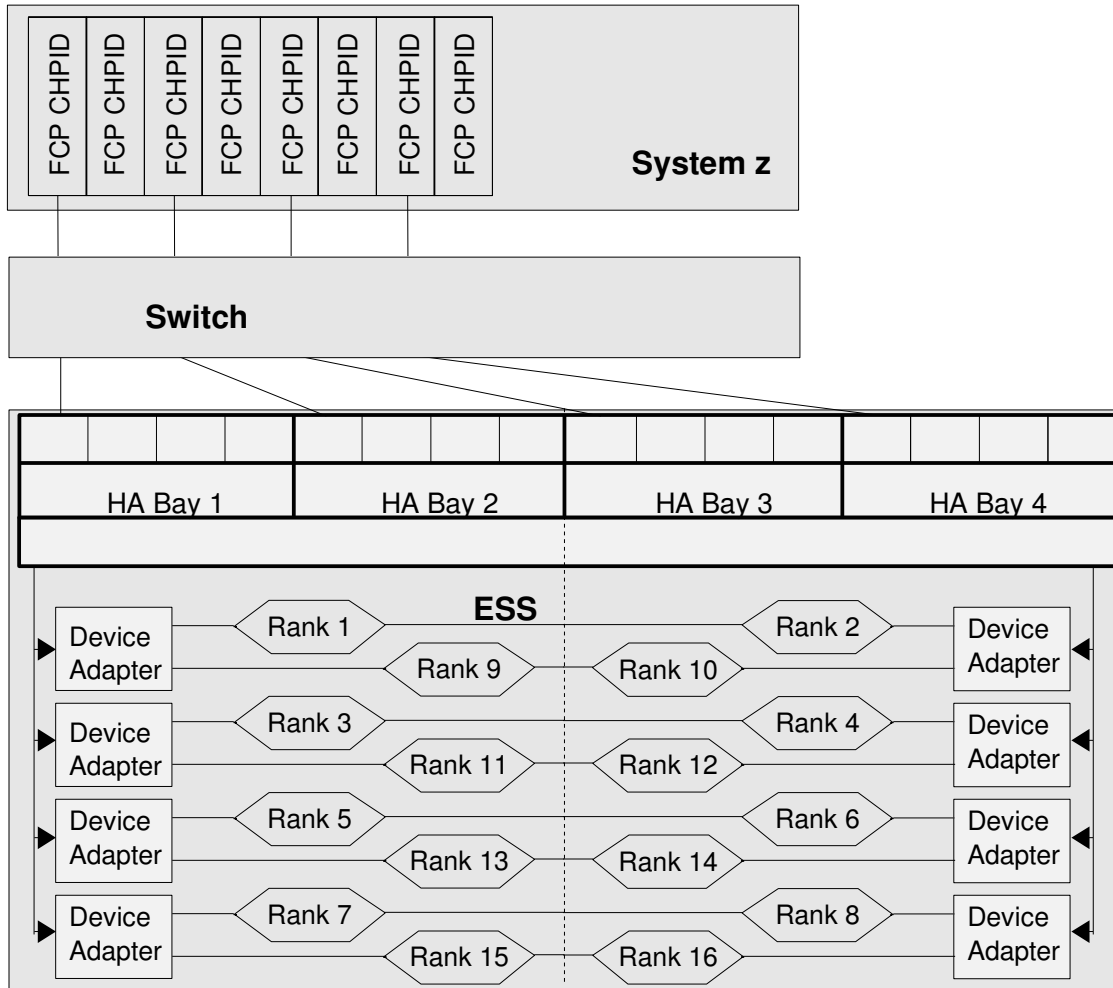 FCP CHPID
FCP CHPID
FCP CHPID
FCP CHPID
FCP CHPID
FCP CHPID
FCP CHPID
FCP CHPID
System z
Switch
HA Bay 1
HA Bay 2
HA Bay 3
HA Bay 4
ESS
Device
Adapter
Rank 1
Rank 2
Device
Adapter
Rank 9
Rank 10
Device
Adapter
Rank 3
Rank 4
Device
Adapter
Rank 11
Rank 12
Device
Adapter
Rank 5
Rank 6
Device
Adapter
Rank 13
Rank 14
Device
Adapter
Rank 7
Rank 8
Device
Adapter
Rank 15
Rank 16